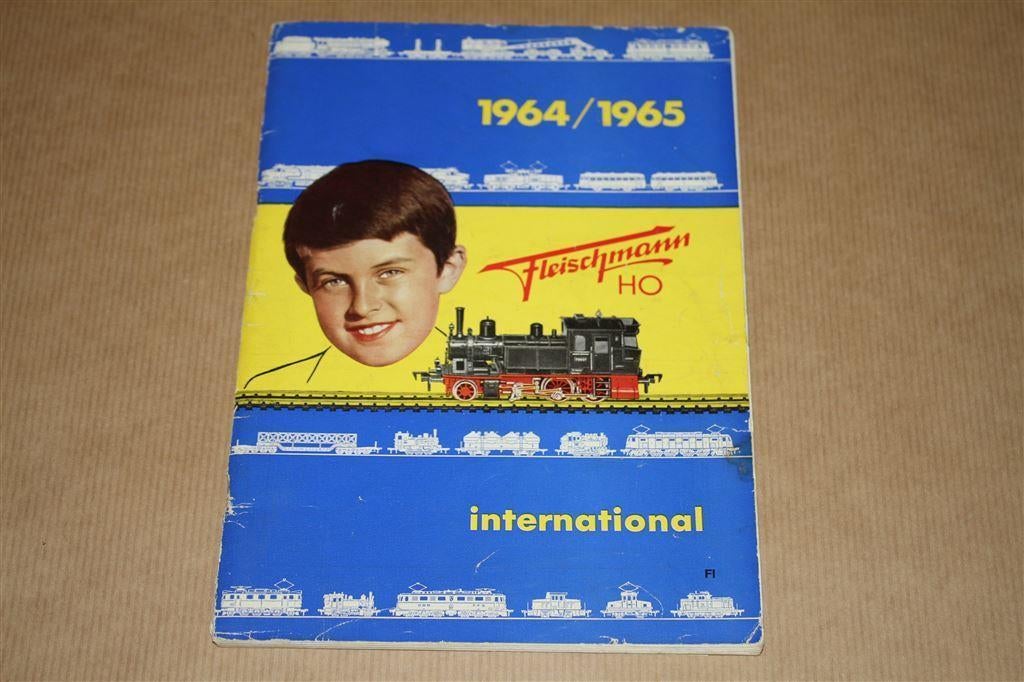 1964/1965
Fleischmann
HO
international
FI